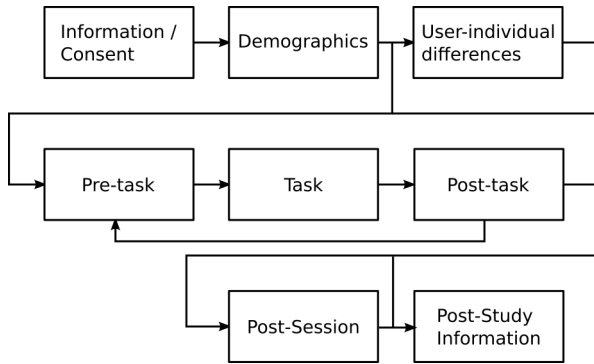 Information /
Consent
Demographics
User-individual
differences
Pre-task
Task
Post-task
Post-Session
Post-Study
Information